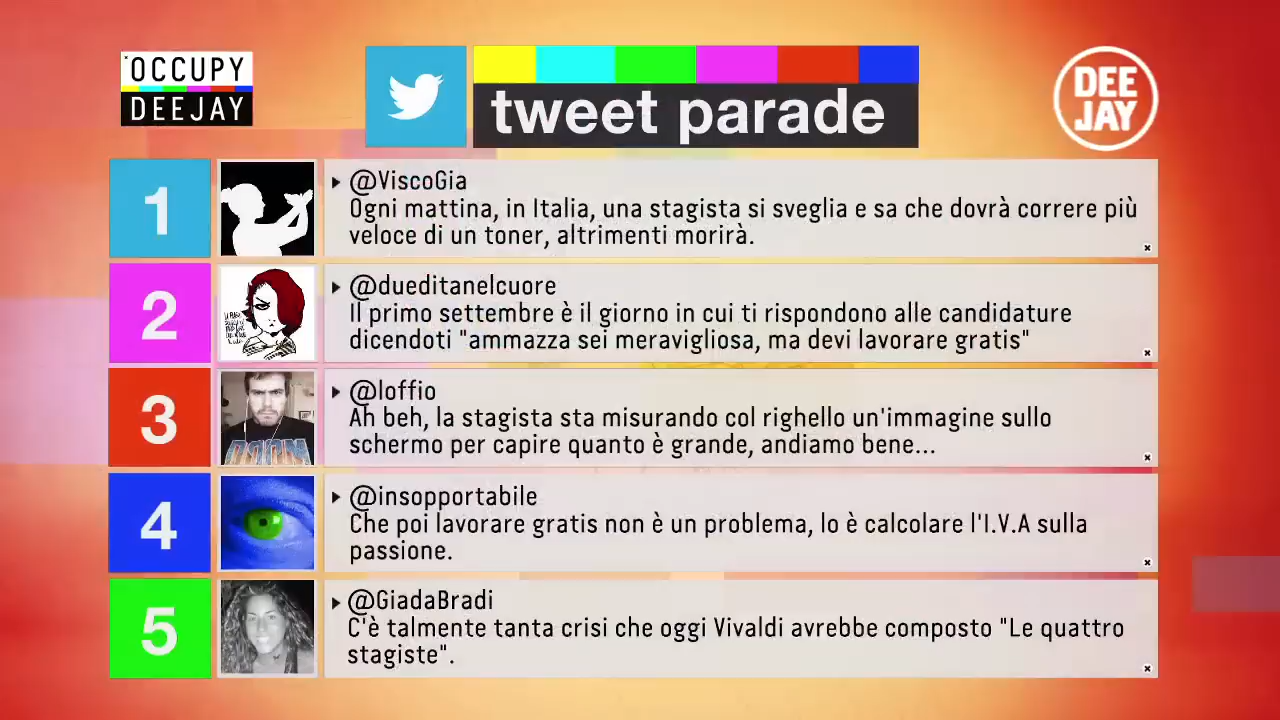 OCCUPY
DEEJAY
tweet parade
DEE
JAY
1
@ViscoGia
Ogni mattina, in Italia, una stagista si sveglia e sa che dovrà correre più
veloce di un toner, altrimenti morirà.
2
@dueditanelcuore
Il primo settembre è il giorno in cui ti rispondono alle candidature
dicendoti "ammazza sei meravigliosa, ma devi lavorare gratis"
3
DOOM
@loffio
Ah beh, la stagista sta misurando col righello un'immagine sullo
schermo per capire quanto è grande, andiamo bene...
4
@insopportabile
Che poi lavorare gratis non è un problema, lo è calcolare l'I.V.A sulla
passione.
5
@GiadaBradi
C'è talmente tanta crisi che oggi Vivaldi avrebbe composto "Le quattro
stagiste".